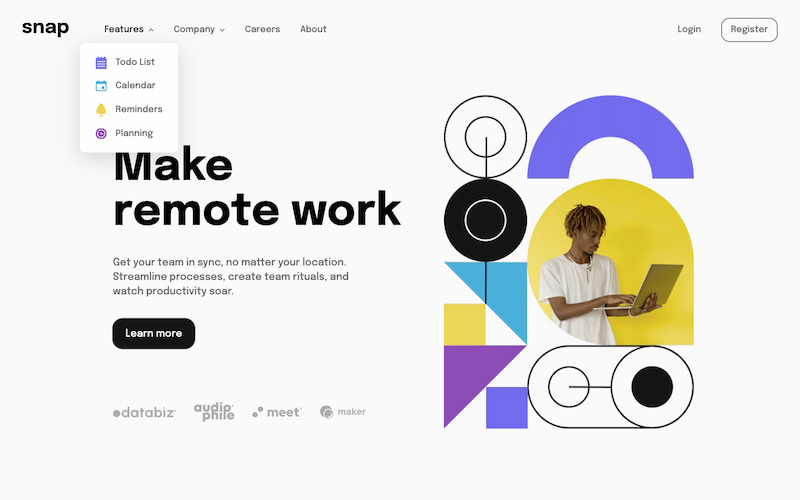 snap
Features
Company
Careers
About
Login
Register
Todo List
Calendar
Reminders
Planning
Make
remote work
Get your team in sync, no matter your location.
Streamline processes, create team rituals, and
watch productivity soar.
Learn more
databiz
audio
phile
meet
maker